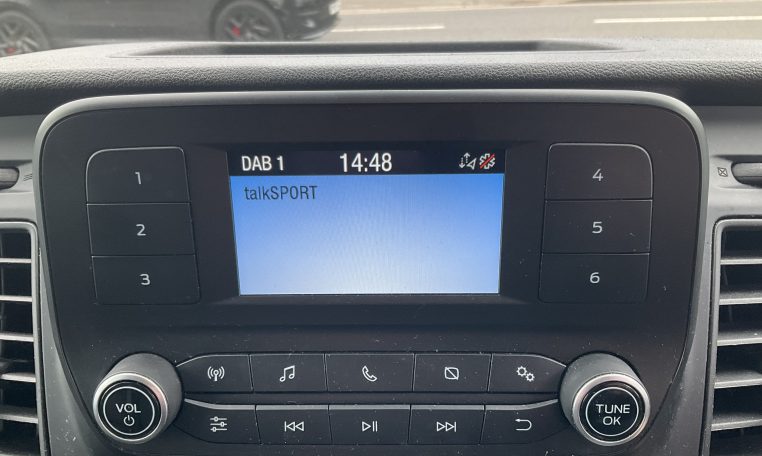 DAB 1 14:48
talkSPORT
1
2
3
4
5
6
VOL
TUNE
OK